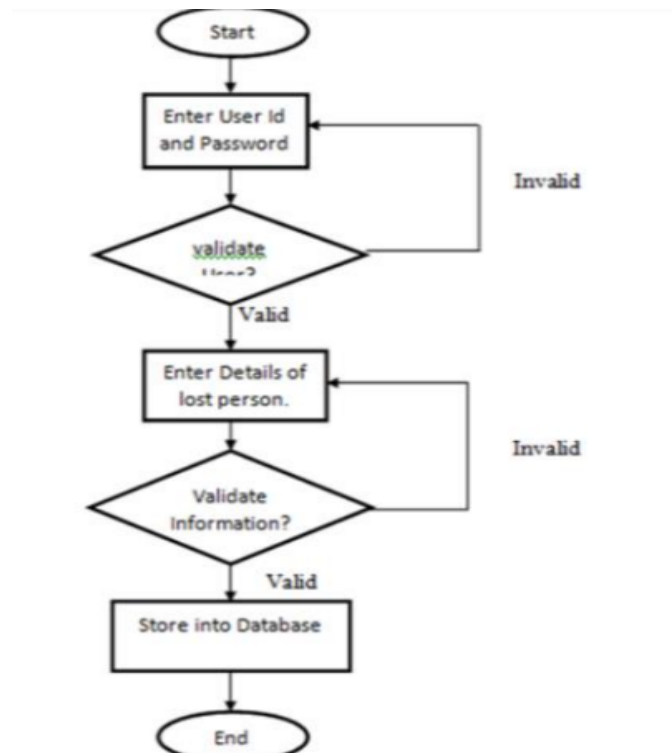 Start
Enter User Id
and Password
Invalid
validate
User?
Valid
Enter Details of
lost person.
Invalid
Validate
Information?
Valid
Store into Database
End